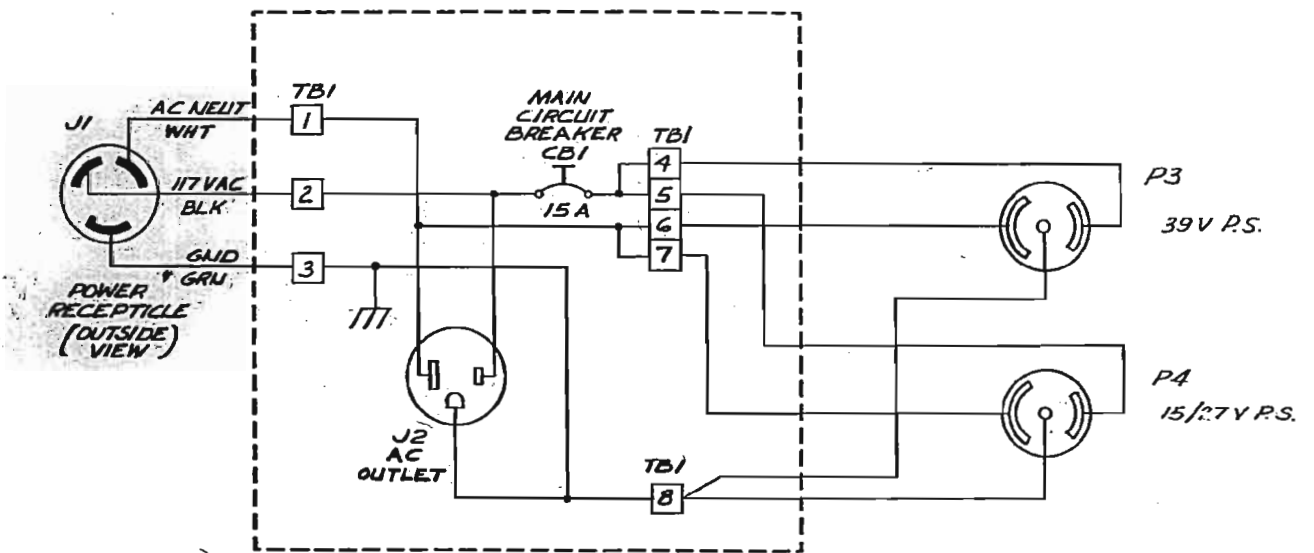 J1
AC NEUT
WHT
117 VAC
BLK
GND
GRN
POWER
RECEPTICLE
(OUTSIDE
VIEW)
TB1
1
2
3
MAIN
CIRCUIT
BREAKER
CB1
15A
TB1
4
5
6
7
J2
AC
OUTLET
TB1
8
P3
39V P.S.
P4
15/27V P.S.